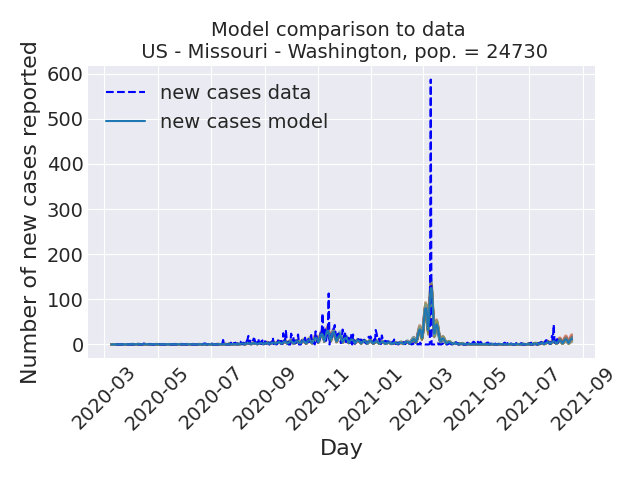 Model comparison to data
US - Missouri - Washington, pop. = 24730
Number of new cases reported
600
500
400
300
200
100
0
new cases data
new cases model
2020-03
2020-05
2020-07
2020-09
2020-11
2021-01
2021-03
2021-05
2021-07
2021-09
Day